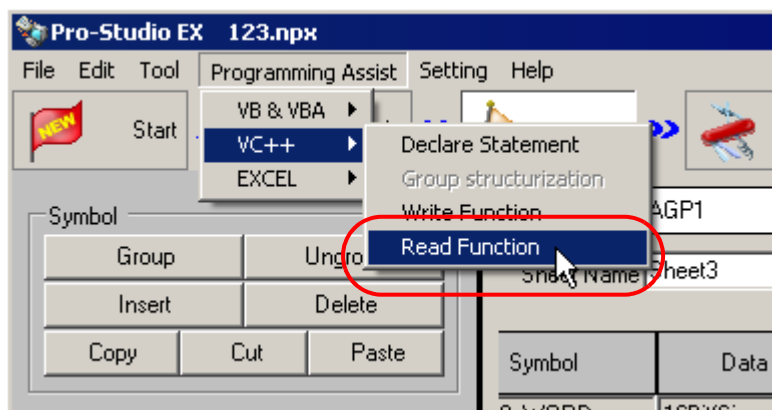 Pro-Studio EX 123.npx
File Edit Tool Programming Assist Setting Help
NEW Start
VB & VBA
VC++
EXCEL
Declare Statement
Group structurization
Write Function
Read Function
AGP1
Sheet Name Sheet3
Symbol
Group
Insert Delete
Copy Cut Paste
Symbol Data